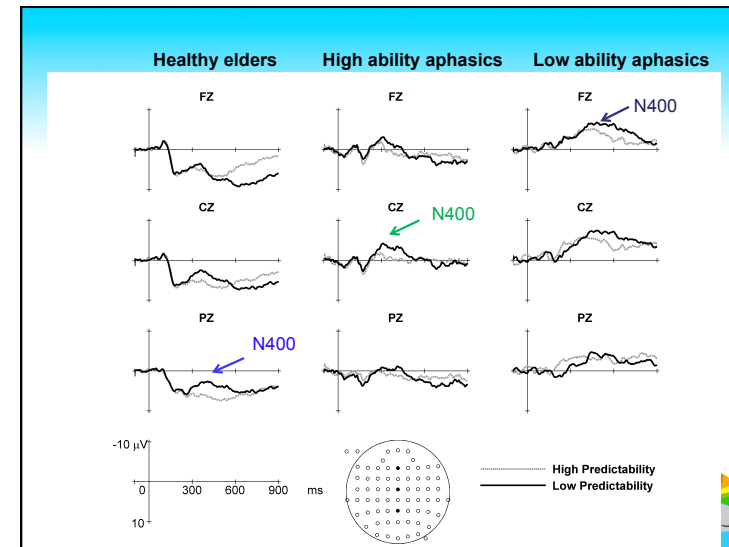 Healthy elders High ability aphasics Low ability aphasics
FZ FZ FZ
N400
CZ CZ CZ
N400
PZ PZ PZ
N400
-10 μV
0 300 600 900 ms
10
High Predictability
Low Predictability